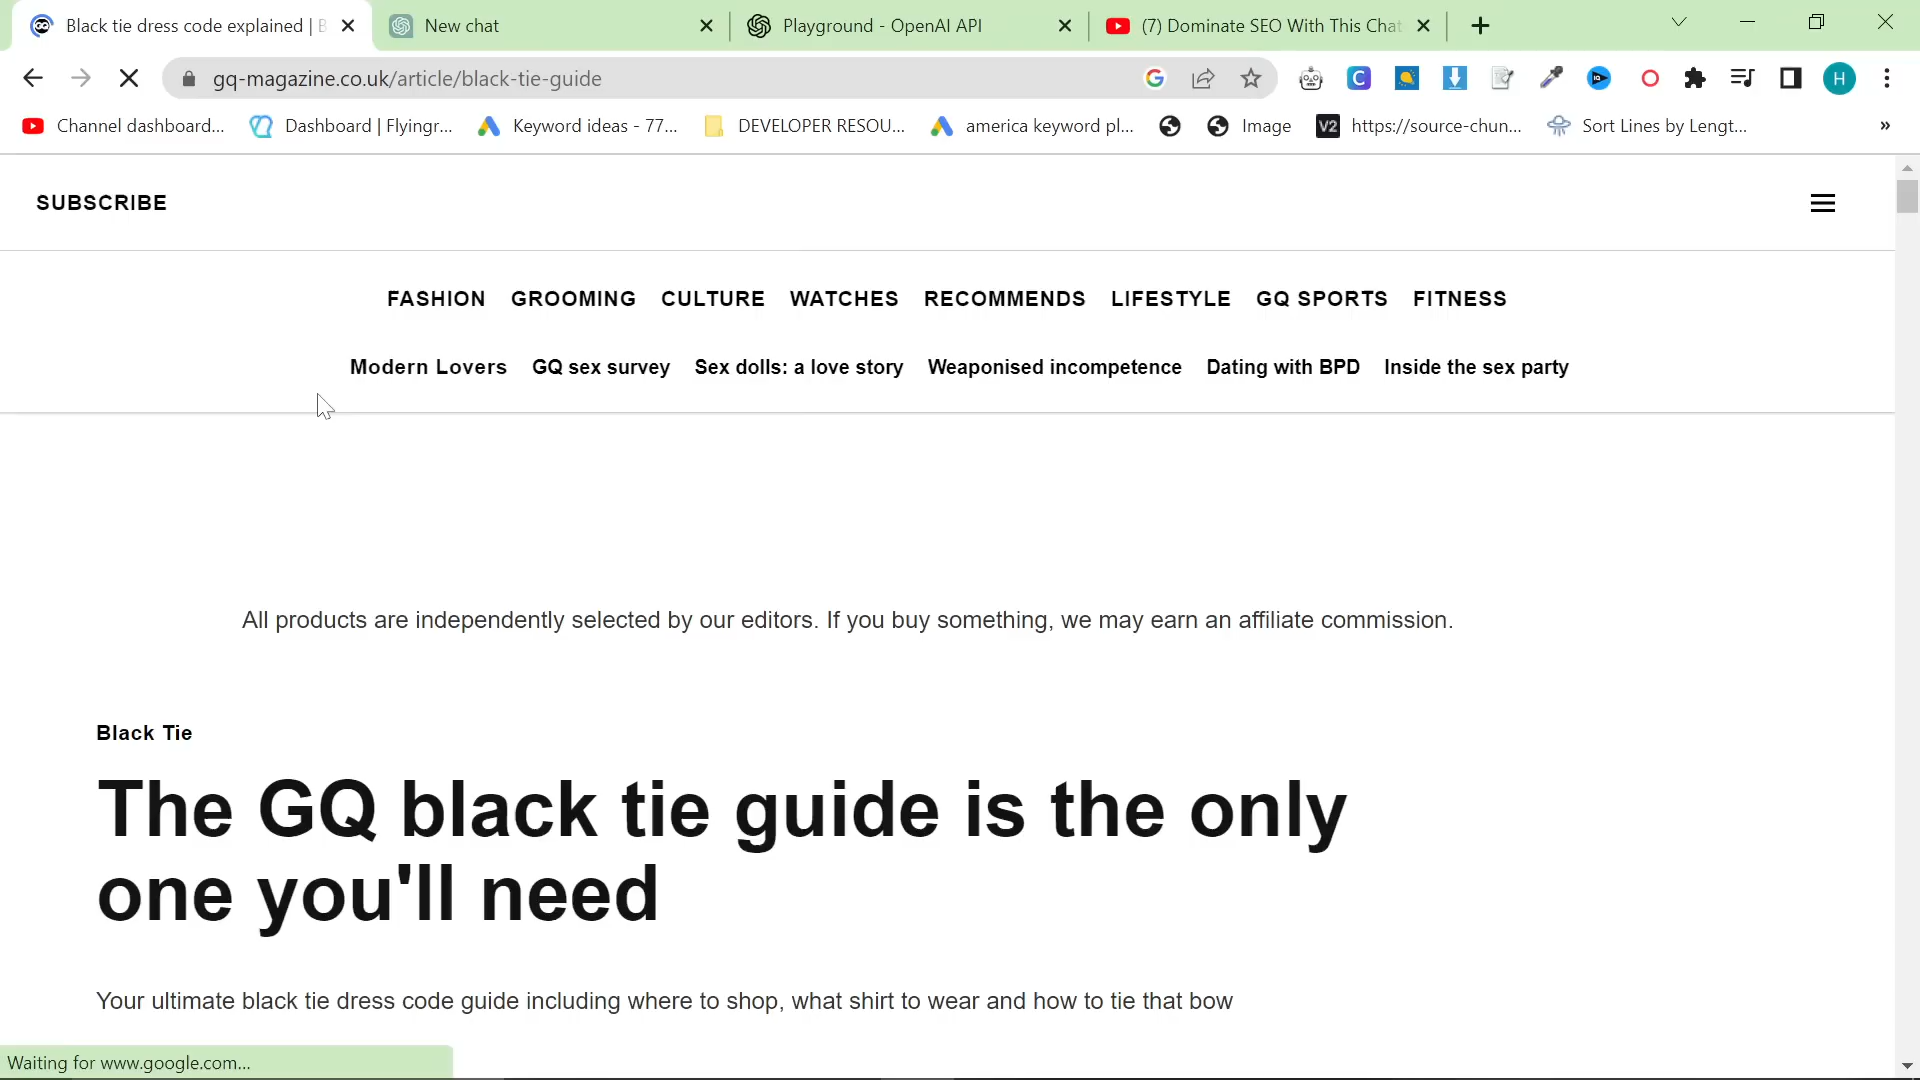 Black tie dress code explained | B
New chat
Playground - OpenAI API
(7) Dominate SEO With This Chat
gq-magazine.co.uk/article/black-tie-guide
H
Channel dashboard...
Dashboard | Flyingr...
Keyword ideas - 77...
DEVELOPER RESOU...
america keyword pl...
Image
V2
https://source-chun...
Sort Lines by Lengt...
»
SUBSCRIBE
FASHION GROOMING CULTURE WATCHES RECOMMENDS LIFESTYLE GQ SPORTS FITNESS
Modern Lovers GQ sex survey Sex dolls: a love story Weaponised incompetence Dating with BPD Inside the sex party
All products are independently selected by our editors. If you buy something, we may earn an affiliate commission.
Black Tie
The GQ black tie guide is the only
one you'll need
Your ultimate black tie dress code guide including where to shop, what shirt to wear and how to tie that bow
Waiting for www.google.com...